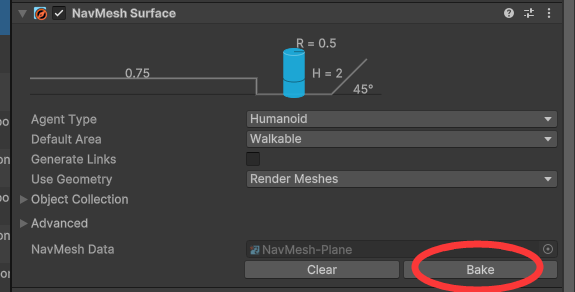 NavMesh Surface
R = 0.5
0.75
H = 2
45°
Agent Type Humanoid
Default Area Walkable
Generate Links
Use Geometry Render Meshes
Object Collection
Advanced
NavMesh Data NavMesh-Plane
Clear Bake